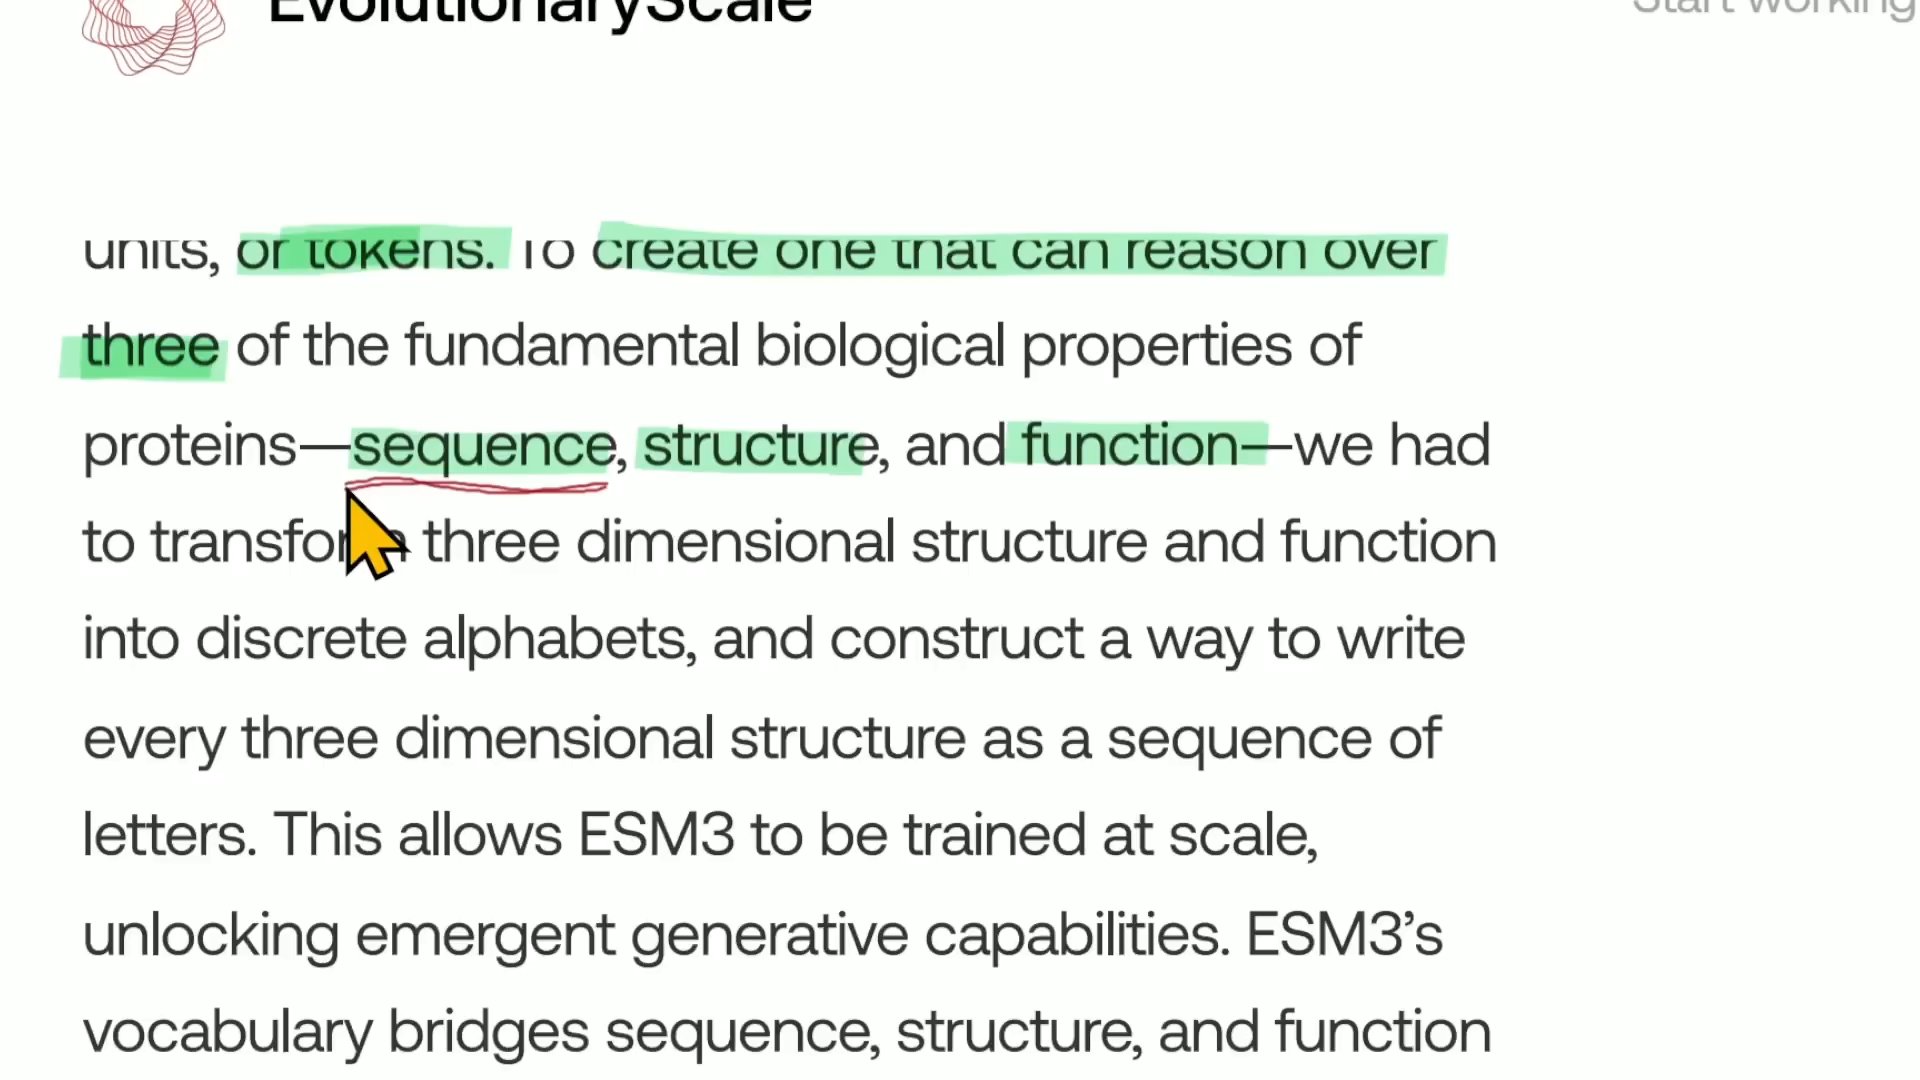 EvolutionaryScale
Start working
units, or tokens. To create one that can reason over
three of the fundamental biological properties of
proteins—sequence, structure, and function—we had
to transform three dimensional structure and function
into discrete alphabets, and construct a way to write
every three dimensional structure as a sequence of
letters. This allows ESM3 to be trained at scale,
unlocking emergent generative capabilities. ESM3’s
vocabulary bridges sequence, structure, and function